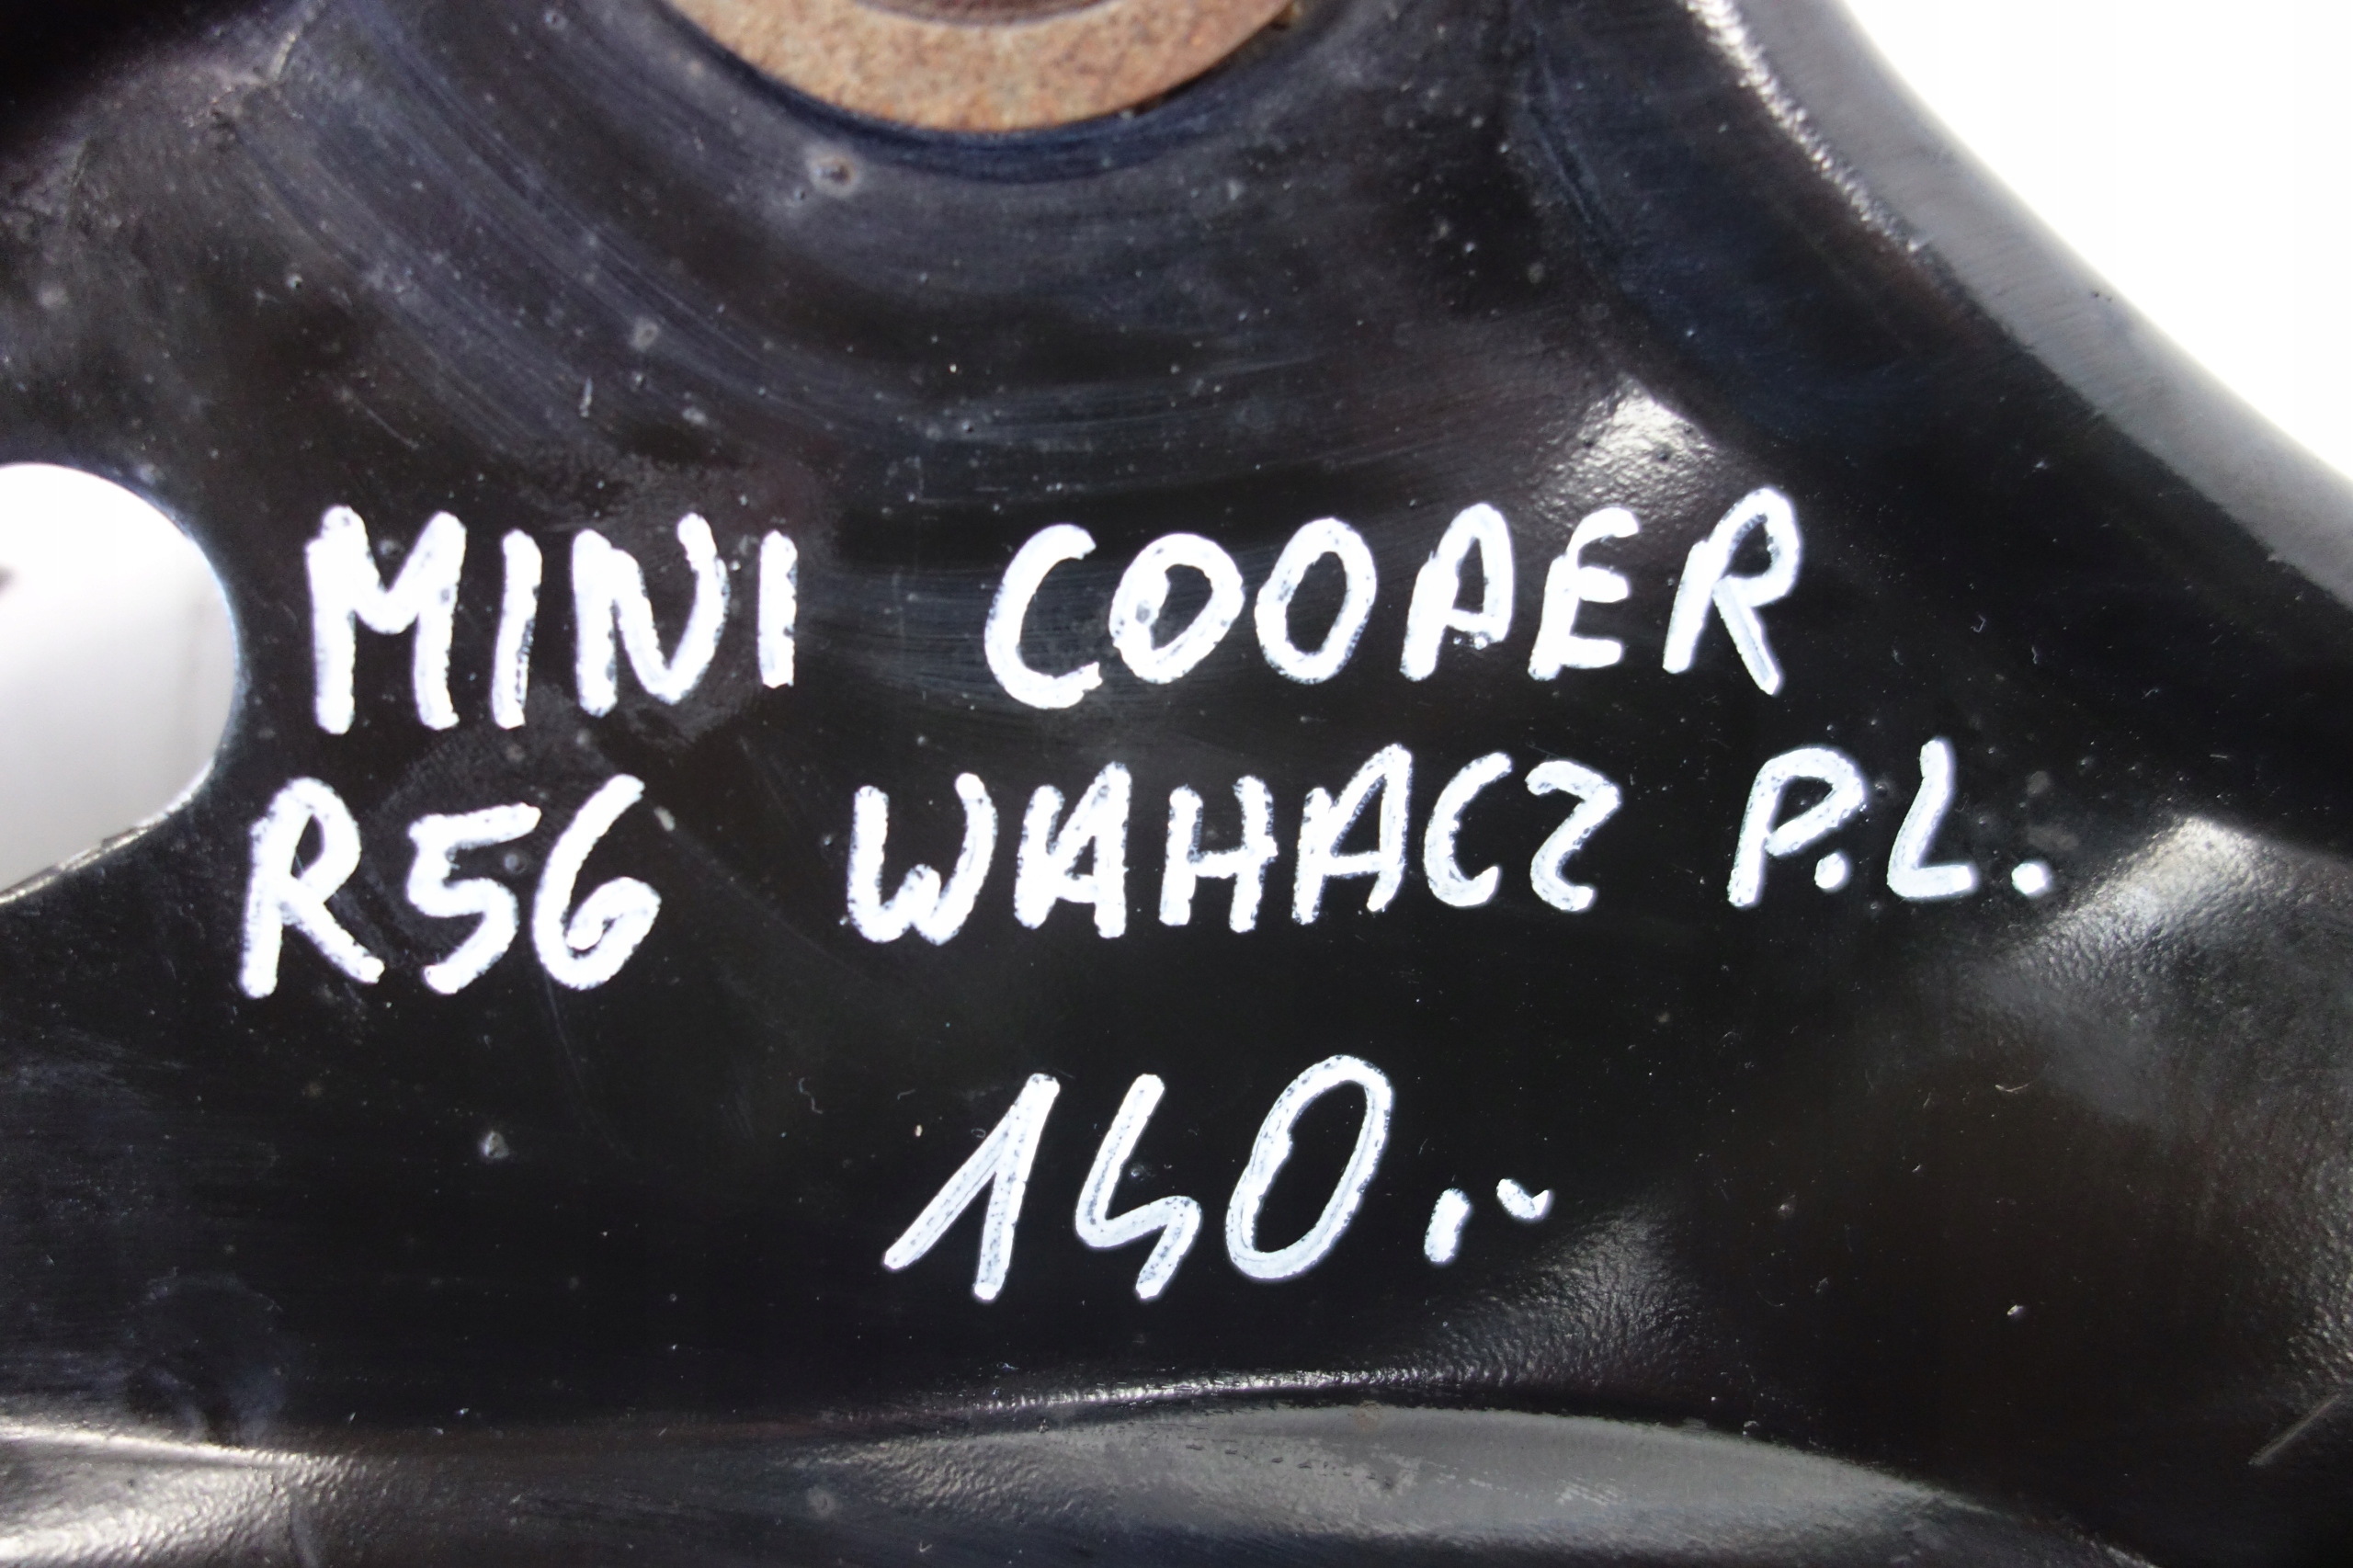 MINI COOPER
R56 WAHACZ P.L.
140.-